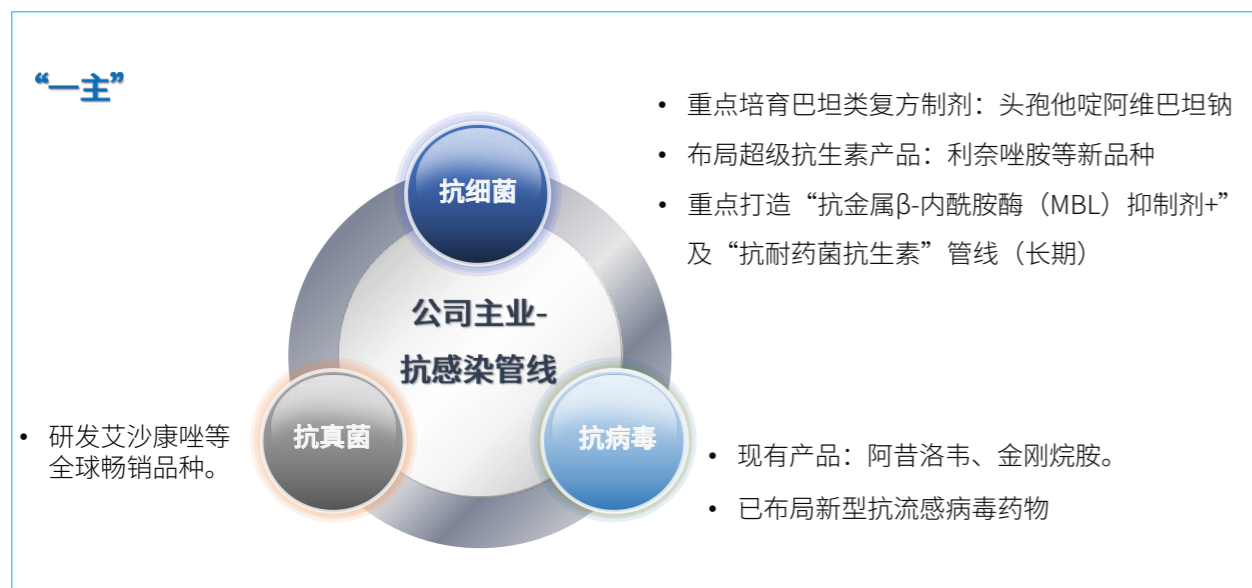 “一主”
• 重点培育巴坦类复方制剂：头孢他啶阿维巴坦钠
• 布局超级抗生素产品：利奈唑胺等新品种
• 重点打造“抗金属β-内酰胺酶（MBL）抑制剂+”
及“抗耐药菌抗生素”管线（长期）
抗细菌
公司主业-
抗感染管线
抗真菌
抗病毒
• 研发艾沙康唑等
全球畅销品种。
• 现有产品：阿昔洛韦、金刚烷胺。
• 已布局新型抗流感病毒药物